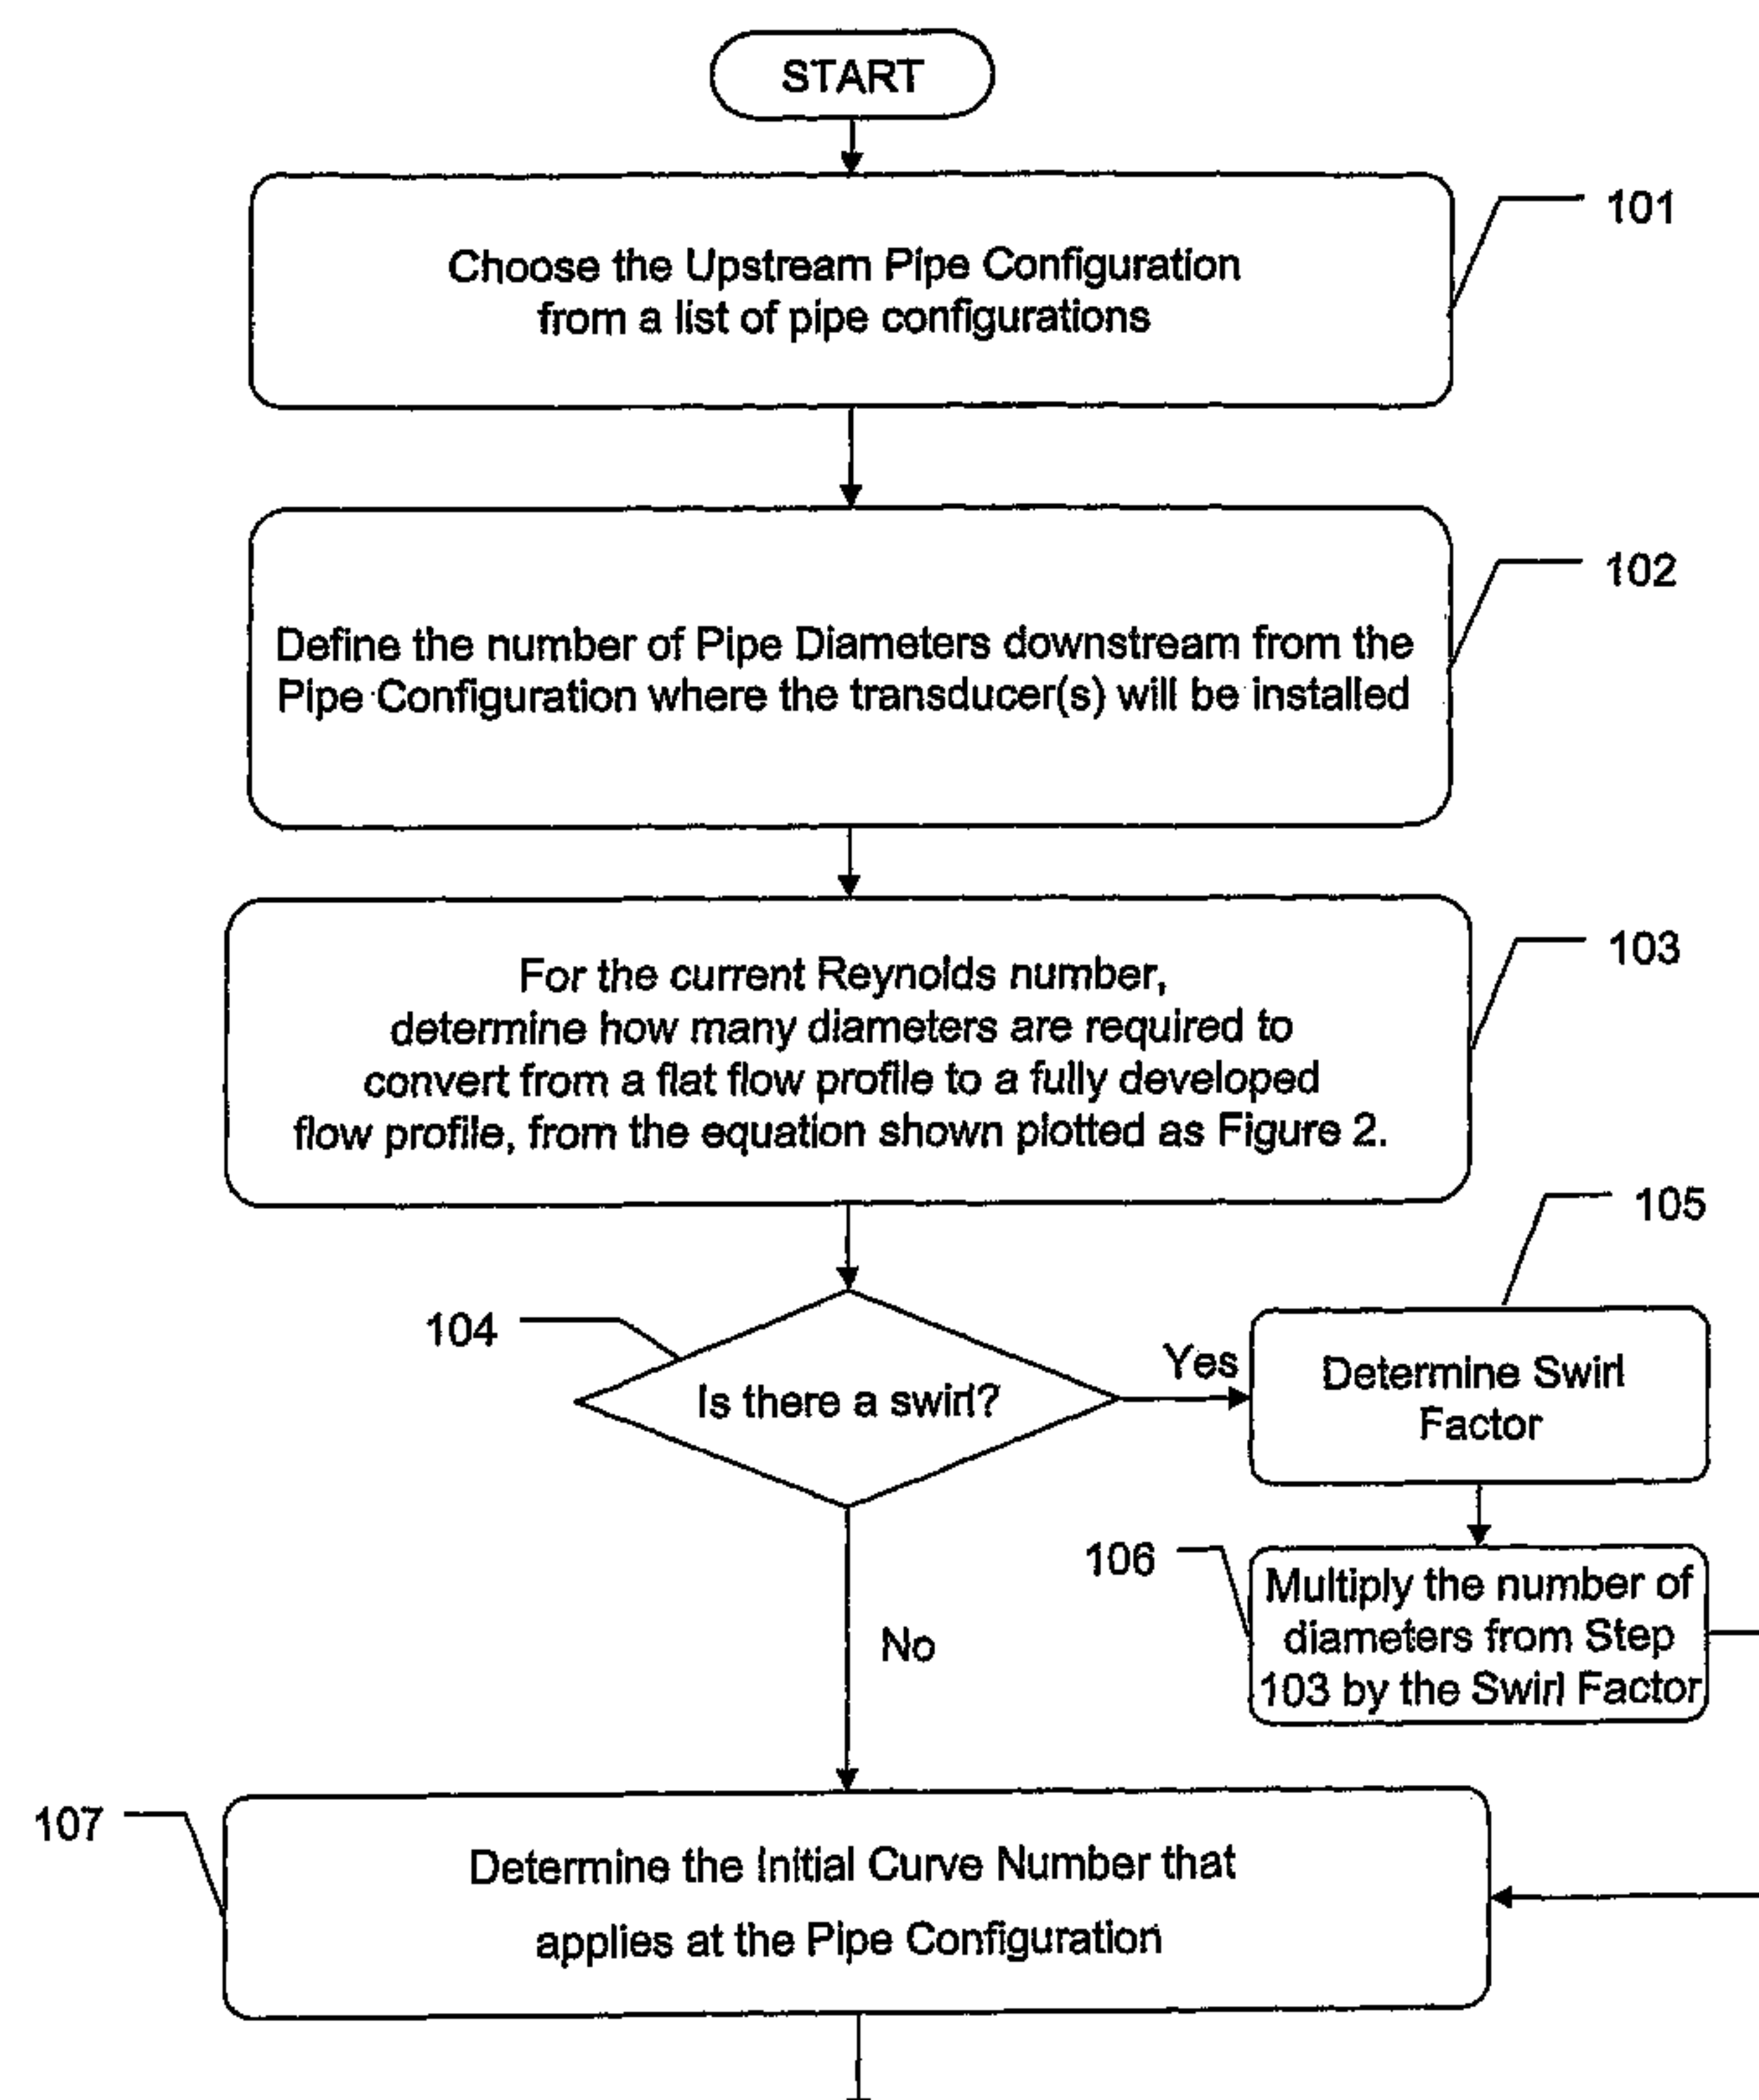 START
101
Choose the Upstream Pipe Configuration
from a list of pipe configurations
102
Define the number of Pipe Diameters downstream from the
Pipe Configuration where the transducer(s) will be installed
103
For the current Reynolds number,
determine how many diameters are required to
convert from a flat flow profile to a fully developed
flow profile, from the equation shown plotted as Figure 2.
104
Is there a swirl?
Yes
105
Determine Swirl
Factor
106
Multiply the number of
diameters from Step
103 by the Swirl Factor
No
107
Determine the Initial Curve Number that
applies at the Pipe Configuration